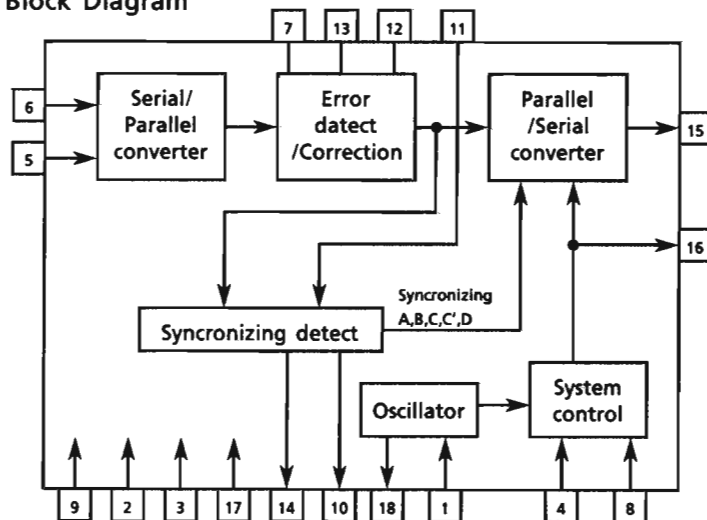 Block Diagram
7
13
12
11
6
5
Serial/
Parallel
converter
Error
datect
/Correction
Parallel
/Serial
converter
15
16
Syncronizing
A,B,C,C',D
Syncronizing detect
Oscillator
System
control
9
2
3
17
14
10
18
1
4
8